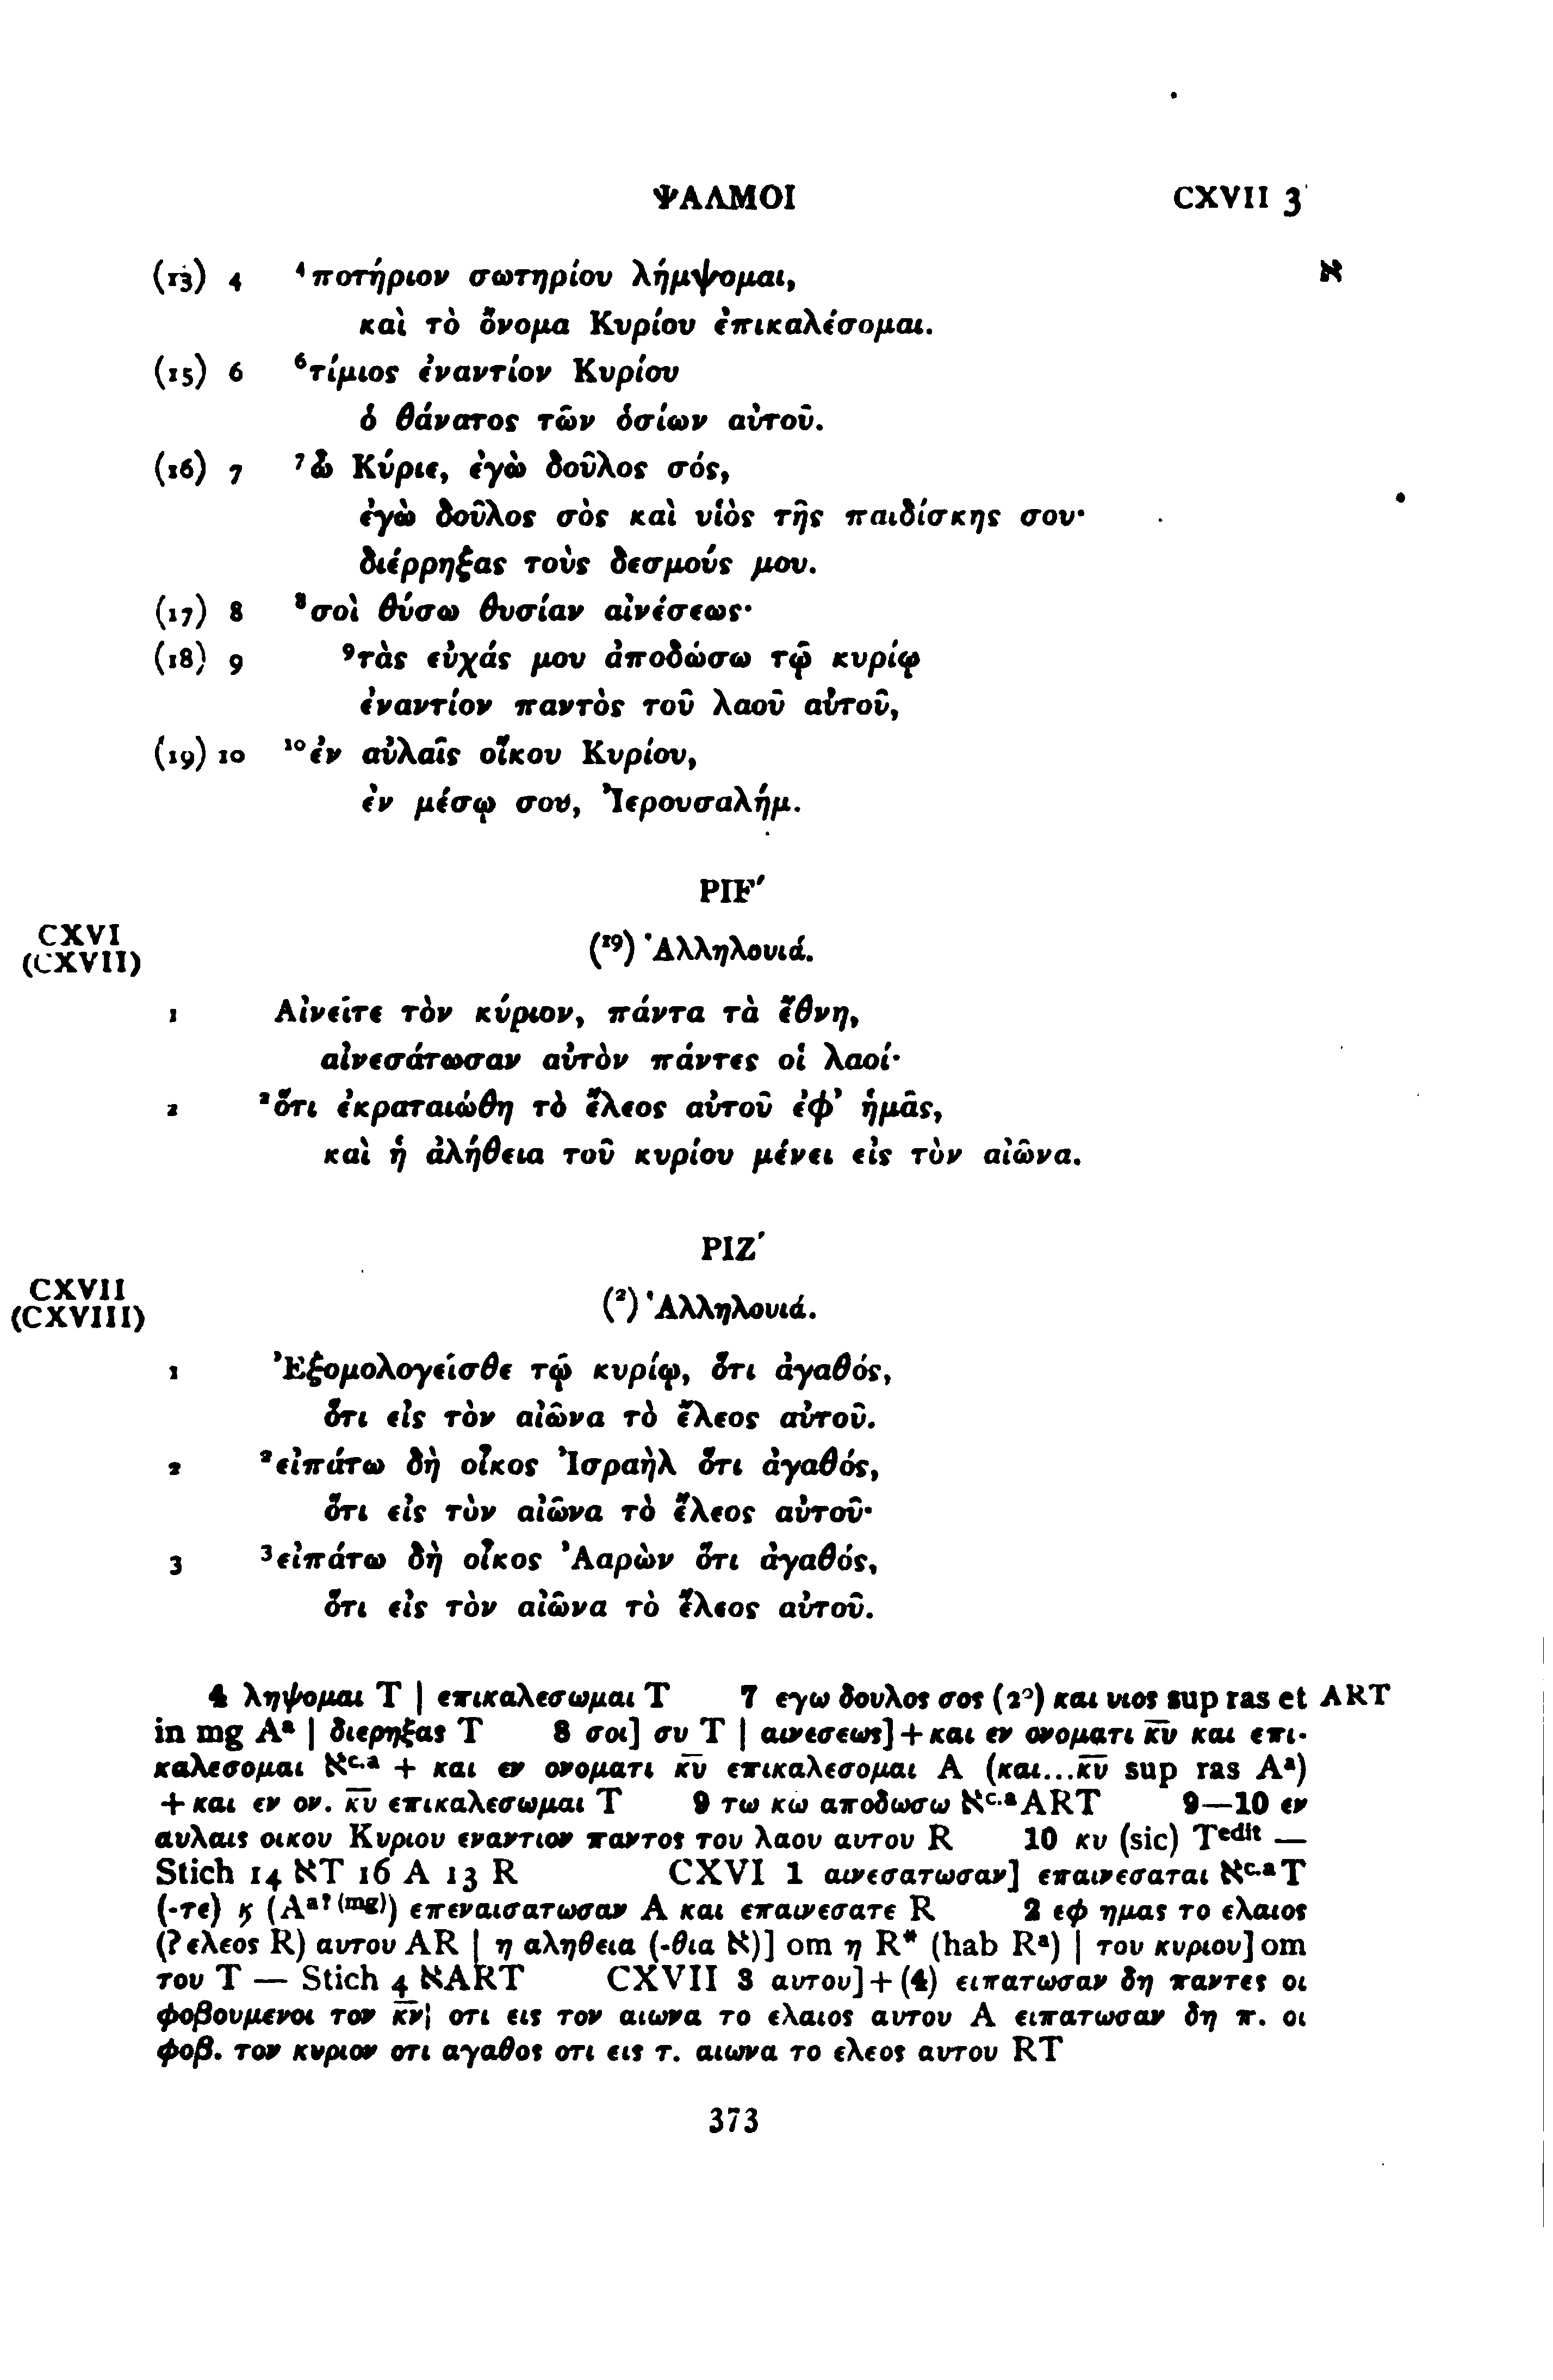 ΨΑΛΜΟΙ CXVII 3
(13) 4 ⁴ποτήριον σωτηρίου λήμψομαι, א
καὶ τὸ ὄνομα Κυρίου ἐπικαλέσομαι.
(15) 6 ⁶τίμιος ἐναντίον Κυρίου
ὁ θάνατος τῶν ὁσίων αὐτοῦ.
(16) 7 ⁷ὦ Κύριε, ἐγὼ δοῦλος σός,
ἐγὼ δοῦλος σὸς καὶ υἱὸς τῆς παιδίσκης σου·
διέρρηξας τοὺς δεσμούς μου.
(17) 8 ⁸σοὶ θύσω θυσίαν αἰνέσεως·
(18) 9 ⁹τὰς εὐχάς μου ἀποδώσω τῷ κυρίῳ
ἐναντίον παντὸς τοῦ λαοῦ αὐτοῦ,
(19) 10 ¹⁰ἐν αὐλαῖς οἴκου Κυρίου,
ἐν μέσῳ σου, Ἰερουσαλήμ.
ΡΙϜʹ
CXVI
(CXVII) (¹⁹) Ἁλληλουιά.
1 Αἰνεῖτε τὸν κύριον, πάντα τὰ ἔθνη,
αἰνεσάτωσαν αὐτὸν πάντες οἱ λαοί·
2 ²ὅτι ἐκραταιώθη τὸ ἔλεος αὐτοῦ ἐφ’ ἡμᾶς,
καὶ ἡ ἀλήθεια τοῦ κυρίου μένει εἰς τὸν αἰῶνα.
ΡΙΖʹ
CXVII
(CXVIII) (²) Ἁλληλουιά.
1 Ἐξομολογεῖσθε τῷ κυρίῳ, ὅτι ἀγαθός,
ὅτι εἰς τὸν αἰῶνα τὸ ἔλεος αὐτοῦ.
2 ²εἰπάτω δὴ οἶκος Ἰσραὴλ ὅτι ἀγαθός,
ὅτι εἰς τὸν αἰῶνα τὸ ἔλεος αὐτοῦ·
3 ³εἰπάτω δὴ οἶκος Ἀαρὼν ὅτι ἀγαθός,
ὅτι εἰς τὸν αἰῶνα τὸ ἔλεος αὐτοῦ.
4 ληψομαι T | επικαλεσωμαι T 7 εγω δουλος σος (2°) και υιος sup ras et ART
in mg Aᵃ | διερηξας T 8 σοι] συ T | αινεσεως] + και εν ονοματι κ̅υ̅ και επι-
καλεσομαι אᶜ·ᵃ + και εν ονοματι κ̅υ̅ επικαλεσομαι A (και...κ̅υ̅ sup ras Aᵃ)
+ και εν ον. κ̅υ̅ επικαλεσωμαι T 9 τω κ̅ω̅ αποδωσω אᶜ·ᵃART 9—10 εν
αυλαις οικου Κυριου εναντιον παντος του λαου αυτου R 10 κυ (sic) Tᵉᵈⁱᵗ —
Stich 14 אT 16 A 13 R CXVI 1 αινεσατωσαν] επαινεσαται אᶜ·ᵃT
(-τε) ϗ (Aᵃ?⁽ᵐᵍ⁾) επεναισατωσαν A και επαινεσατε R 2 εφ ημας το ελαιος
(? ελεος R) αυτου AR | η αληθεια (-θια א)] om η R* (hab Rᵃ) | του κυριου] om
του T — Stich 4 אART CXVII 3 αυτου] + (4) ειπατωσαν δη παντες οι
φοβουμενοι τον κ̅ν̅| οτι εις τον αιωνα το ελαιος αυτου A ειπατωσαν δη π. οι
φοβ. τον κυριον οτι αγαθος οτι εις τ. αιωνα το ελεος αυτου RT
373